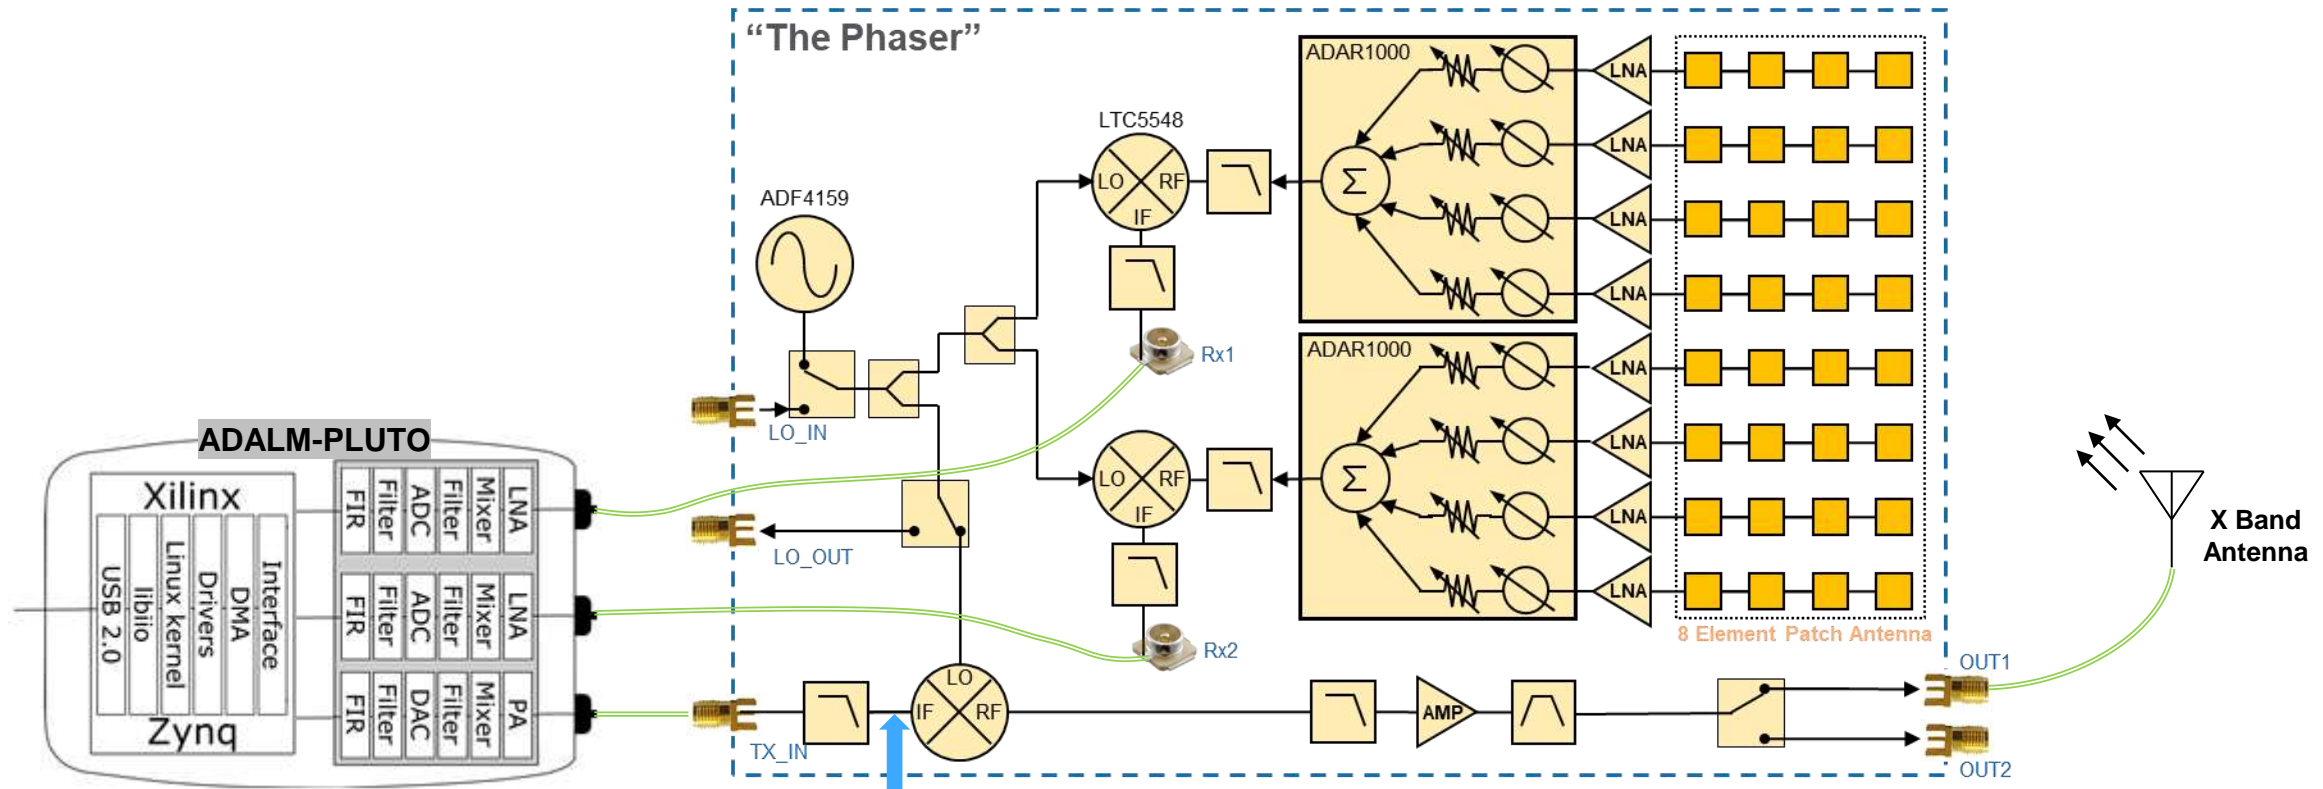 “The Phaser”
ADAR1000
LNA
LNA
LNA
LNA
LTC5548
LO
RF
IF
ADF4159
Rx1
ADAR1000
LNA
LNA
LNA
LNA
LO
RF
IF
Rx2
Σ
Σ
8 Element Patch Antenna
X Band
Antenna
LO_IN
LO_OUT
ADALM-PLUTO
Xilinx
USB 2.0
libiio
Linux kernel
Drivers
DMA
Interface
Zynq
FIR
Filter
ADC
Filter
Mixer
LNA
FIR
Filter
ADC
Filter
Mixer
LNA
FIR
Filter
DAC
Filter
Mixer
PA
TX_IN
LO
IF
RF
AMP
OUT1
OUT2